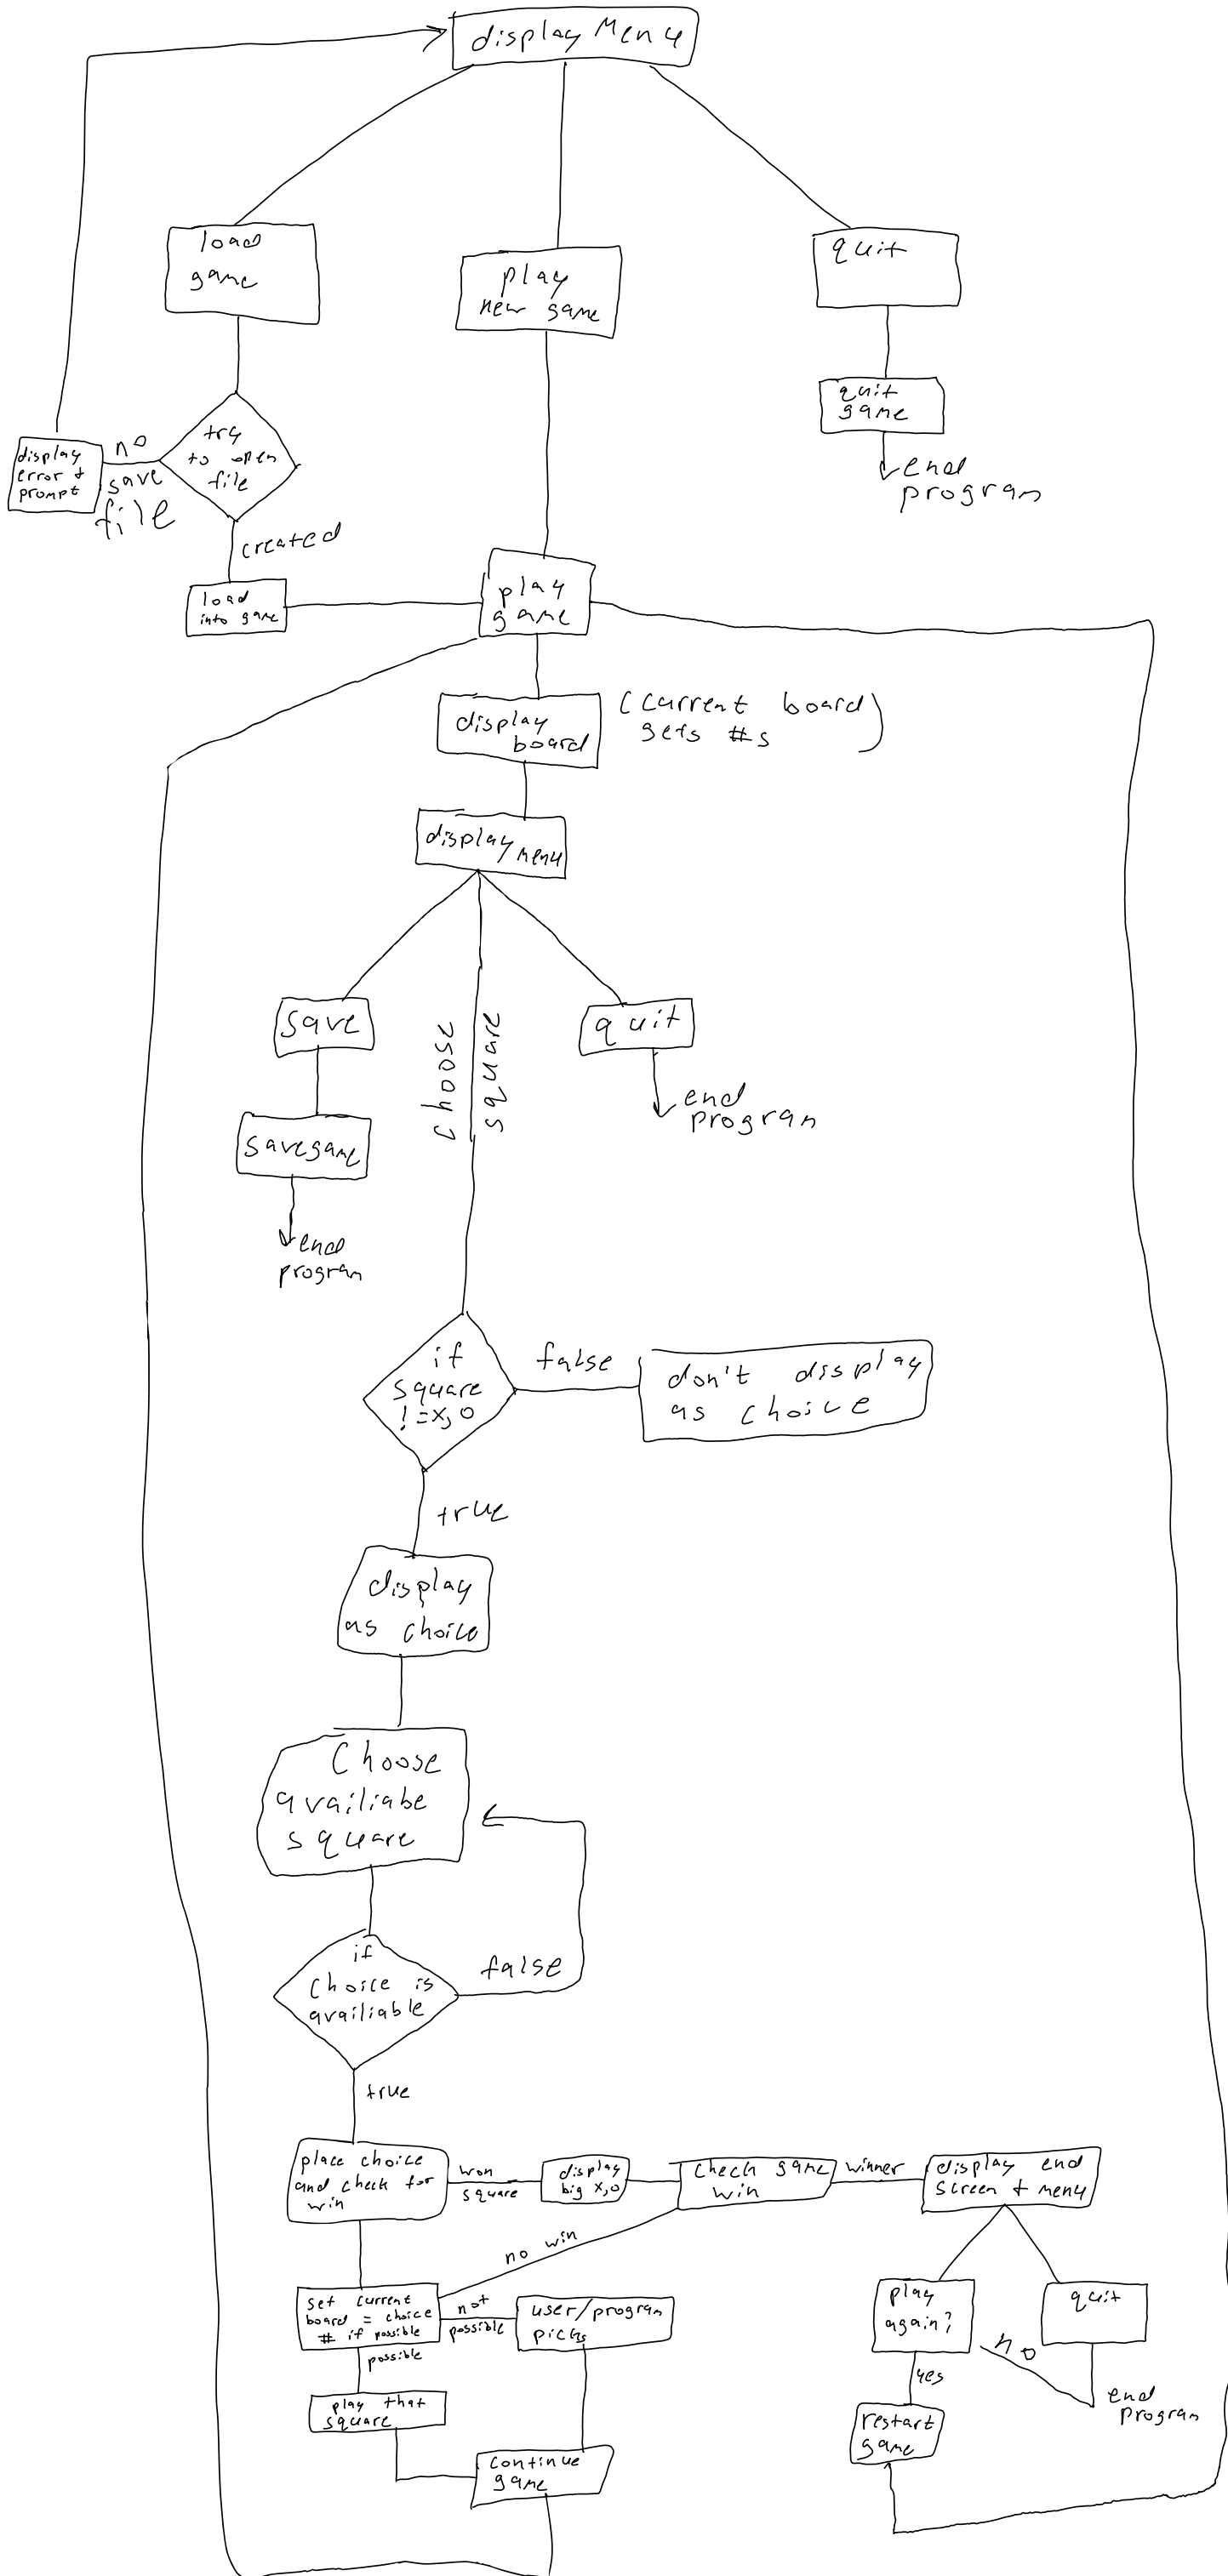 display Menu
load
game
play
new game
quit
quit
game
end
program
try
to open
file
no
save
file
display
error +
prompt
created
load
into game
play
game
display
board
(current board)
gets #s
display menu
save
choose
square
quit
end
program
savegame
end
program
if
square
!=x,o
false
don't display
as choice
true
display
as choice
Choose
availiabe
square
if
choice is
availiable
false
true
place choice
and check for
win
won
square
display
big x,o
check game
win
winner
display end
screen + menu
no win
set current
board = choice
# if possible
not
possible
user/program
picks
possible
play that
square
continue
game
play
again?
quit
no
yes
end
program
restart
game